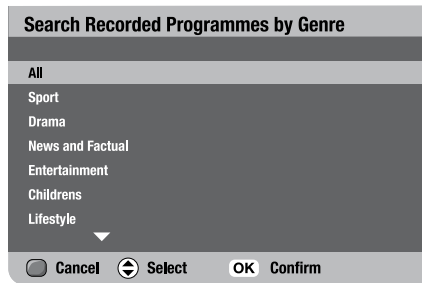 Search Recorded Programmes by Genre
All
Sport
Drama
News and Factual
Entertainment
Childrens
Lifestyle
Cancel Select OK Confirm